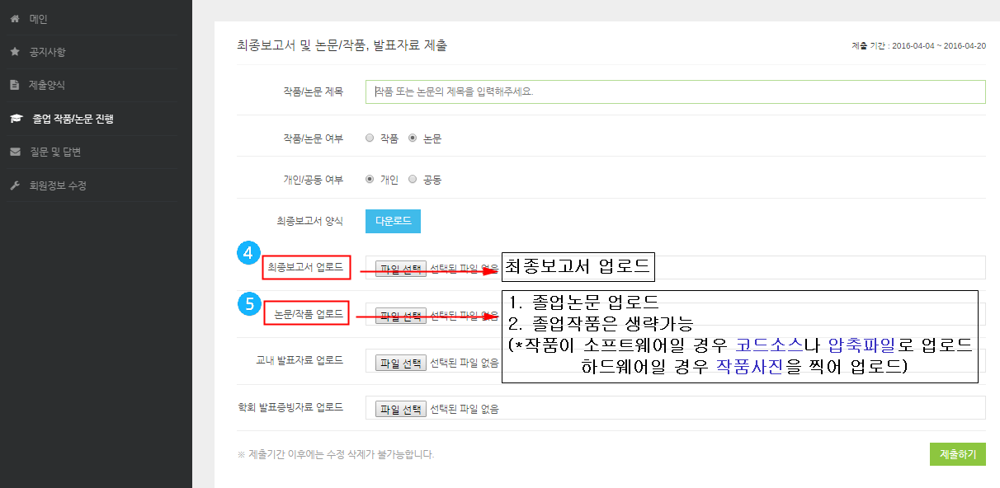 메인
공지사항
제출양식
졸업 작품/논문 진행
질문 및 답변
회원정보 수정
최종보고서 및 논문/작품, 발표자료 제출
제출 기간 : 2016-04-04 ~ 2016-04-20
작품/논문 제목
작품 또는 논문의 제목을 입력해주세요.
작품/논문 여부
작품 논문
개인/공동 여부
개인 공동
최종보고서 양식
다운로드
4
최종보고서 업로드
파일 선택 선택된 파일 없음
최종보고서 업로드
5
논문/작품 업로드
파일 선택 선택된 파일 없음
1. 졸업논문 업로드
2. 졸업작품은 생략가능
(*작품이 소프트웨어일 경우 코드소스나 압축파일로 업로드
하드웨어일 경우 작품사진을 찍어 업로드)
교내 발표자료 업로드
파일 선택 선택된 파일 없음
학회 발표증빙자료 업로드
파일 선택 선택된 파일 없음
※ 제출기간 이후에는 수정 삭제가 불가능합니다.
제출하기